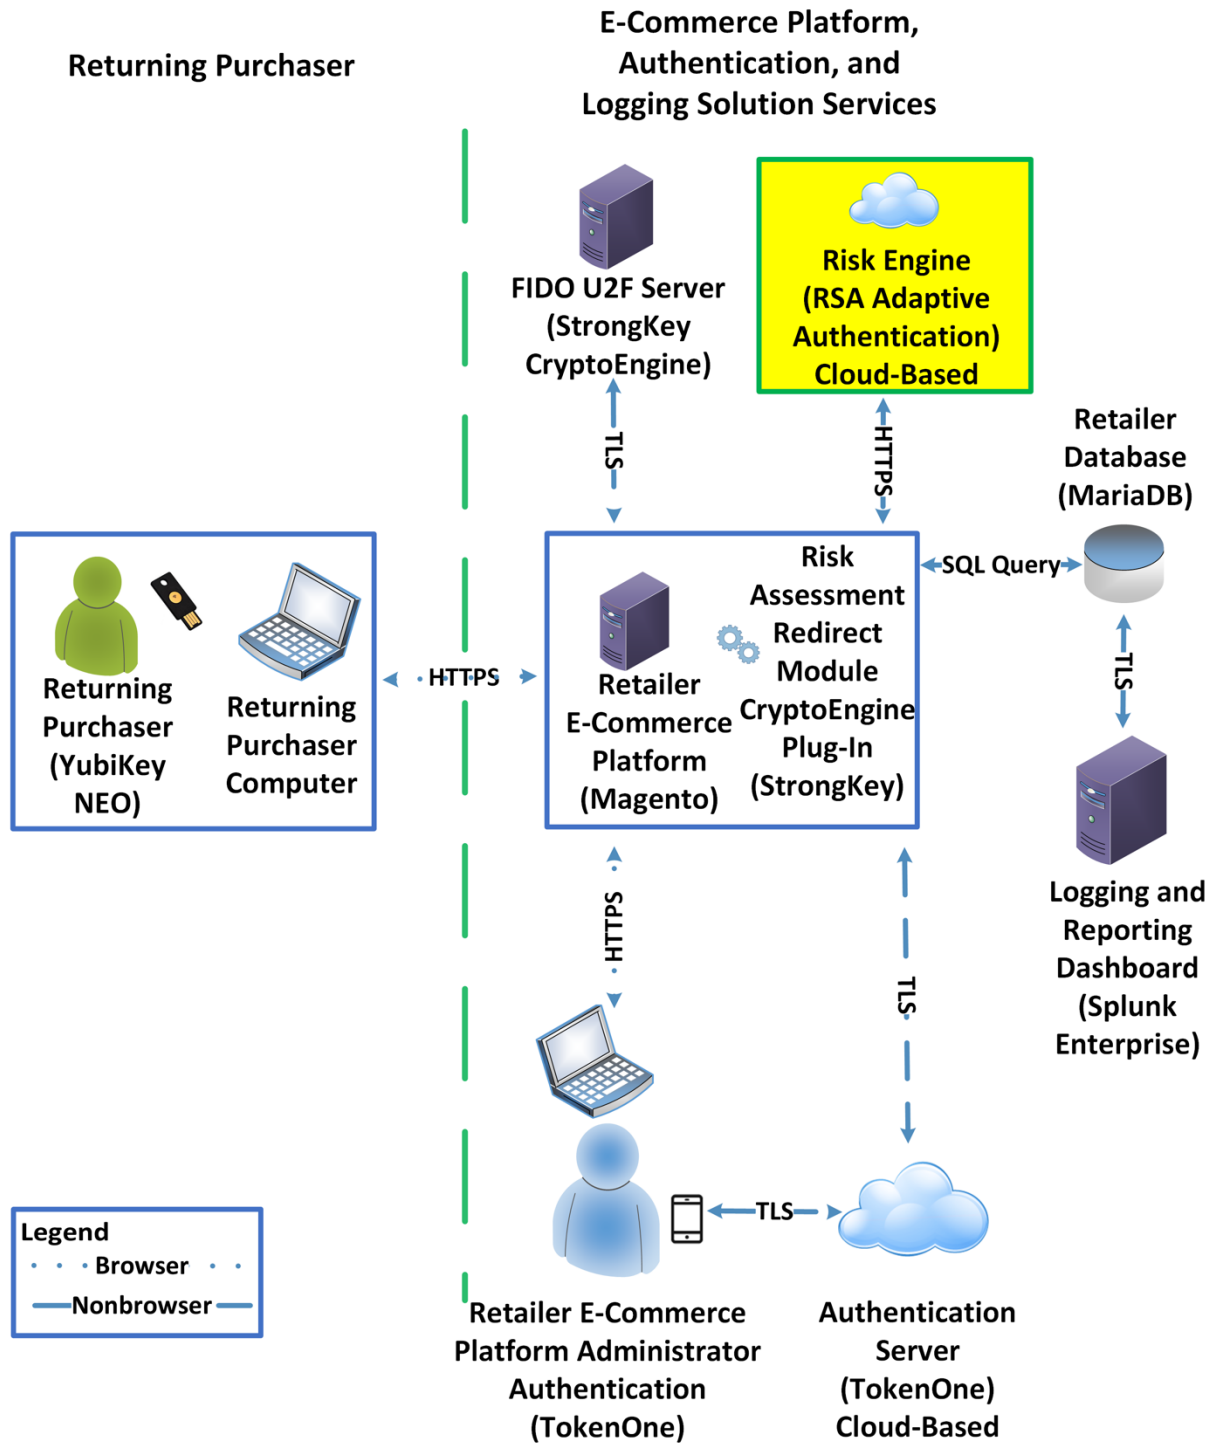 Returning Purchaser
E-Commerce Platform,
Authentication, and
Logging Solution Services
FIDO U2F Server
(StrongKey
CryptoEngine)
Risk Engine
(RSA Adaptive
Authentication)
Cloud-Based
TLS
HTTPS
Retailer
Database
(MariaDB)
SQL Query
Returning
Purchaser
(YubiKey
NEO)
Returning
Purchaser
Computer
HTTPS
Retailer
E-Commerce
Platform
(Magento)
Risk
Assessment
Redirect
Module
CryptoEngine
Plug-In
(StrongKey)
TLS
Logging and
Reporting
Dashboard
(Splunk
Enterprise)
HTTPS
TLS
TLS
Retailer E-Commerce
Platform Administrator
Authentication
(TokenOne)
Authentication
Server
(TokenOne)
Cloud-Based
Legend
Browser
Nonbrowser